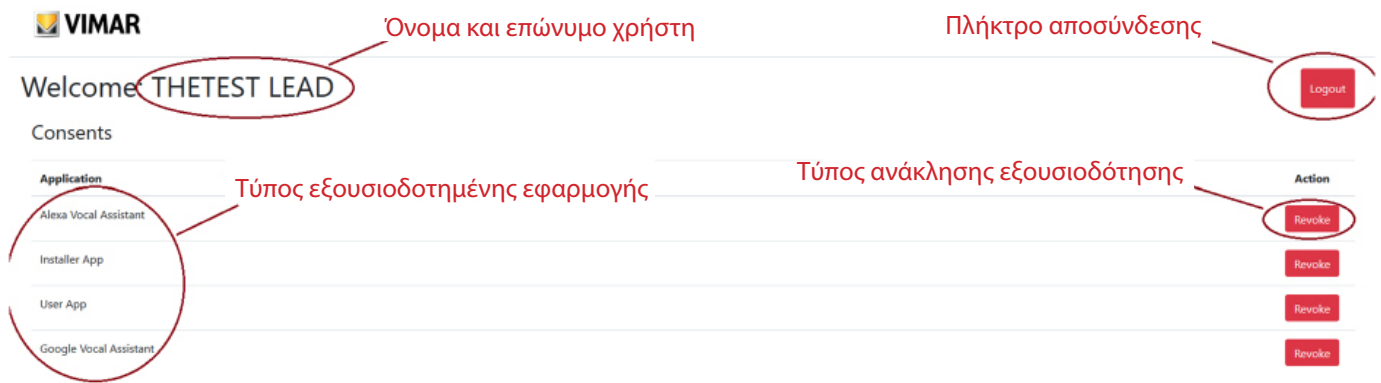 VIMAR
Όνομα και επώνυμο χρήστη
Πλήκτρο αποσύνδεσης
Welcome: THETEST LEAD
Logout
Consents
Application
Τύπος εξουσιοδοτημένης εφαρμογής
Τύπος ανάκλησης εξουσιοδότησης
Action
Alexa Vocal Assistant
Revoke
Installer App
Revoke
User App
Revoke
Google Vocal Assistant
Revoke